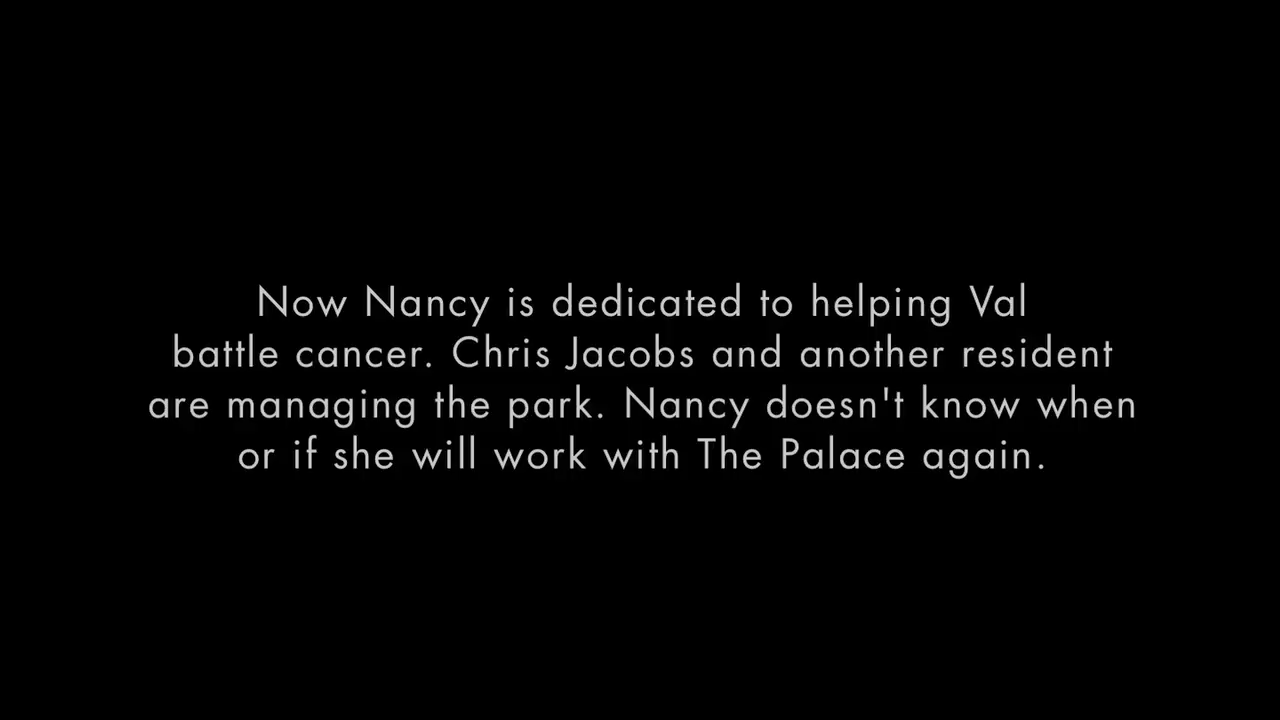 Now Nancy is dedicated to helping Val
battle cancer. Chris Jacobs and another resident
are managing the park. Nancy doesn't know when
or if she will work with The Palace again.